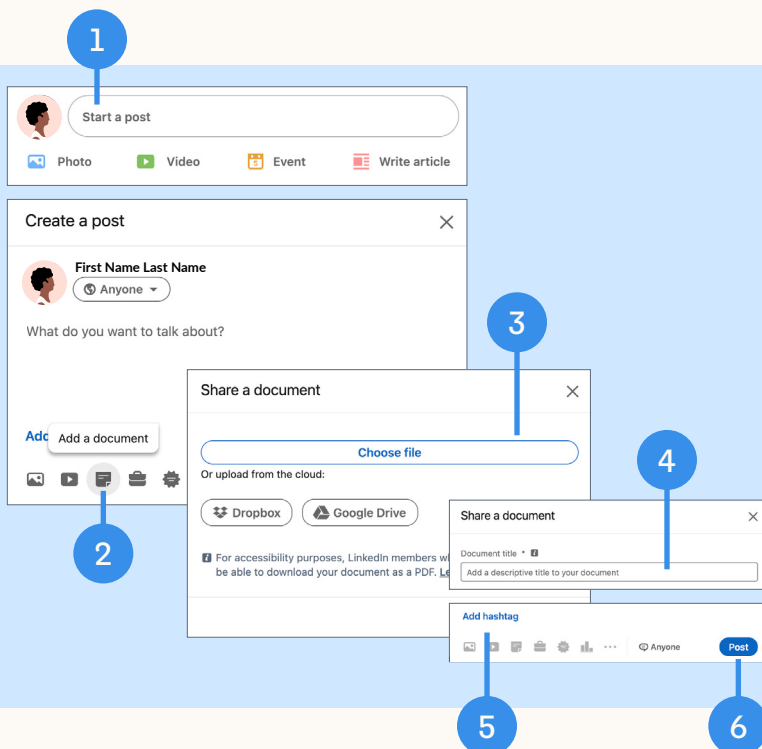 1
Start a post
Photo Video Event Write article
Create a post
First Name Last Name
Anyone
What do you want to talk about?
3
Share a document
Add a document
Choose file
Or upload from the cloud:
4
Dropbox Google Drive
Share a document
2
For accessibility purposes, LinkedIn members
be able to download your document as a PDF.
Document title *
Add a descriptive title to your document
Add hashtag
Anyone Post
5
6